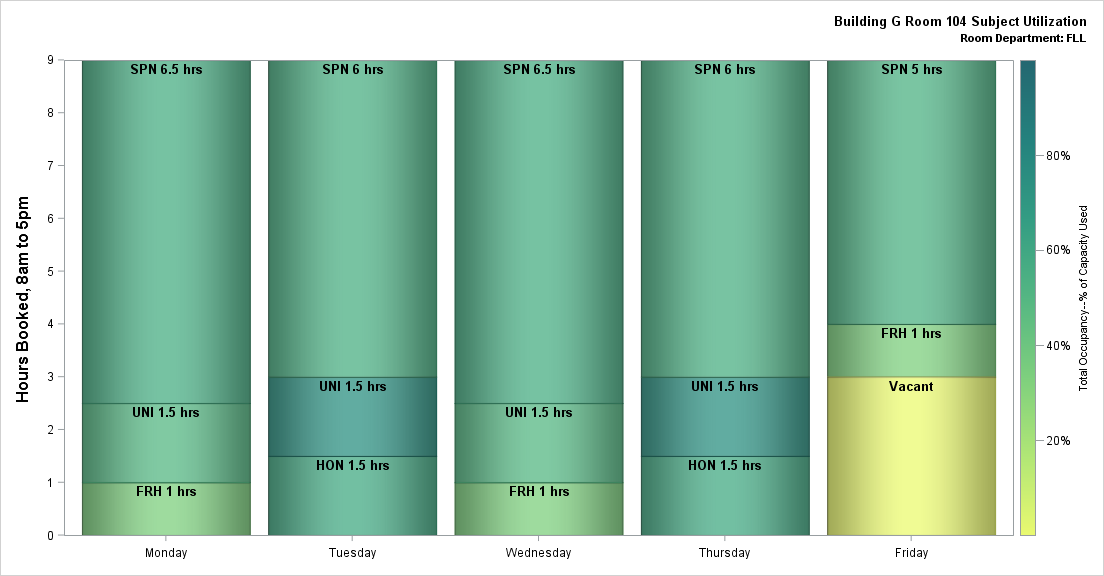 Building G Room 104 Subject Utilization
Room Department: FLL
Hours Booked, 8am to 5pm
9
8
7
6
5
4
3
2
1
0
SPN 6.5 hrs
UNI 1.5 hrs
FRH 1 hrs
SPN 6 hrs
UNI 1.5 hrs
HON 1.5 hrs
SPN 6.5 hrs
UNI 1.5 hrs
FRH 1 hrs
SPN 6 hrs
UNI 1.5 hrs
HON 1.5 hrs
SPN 5 hrs
FRH 1 hrs
Vacant
Monday
Tuesday
Wednesday
Thursday
Friday
80%
60%
40%
20%
Total Occupancy--% of Capacity Used